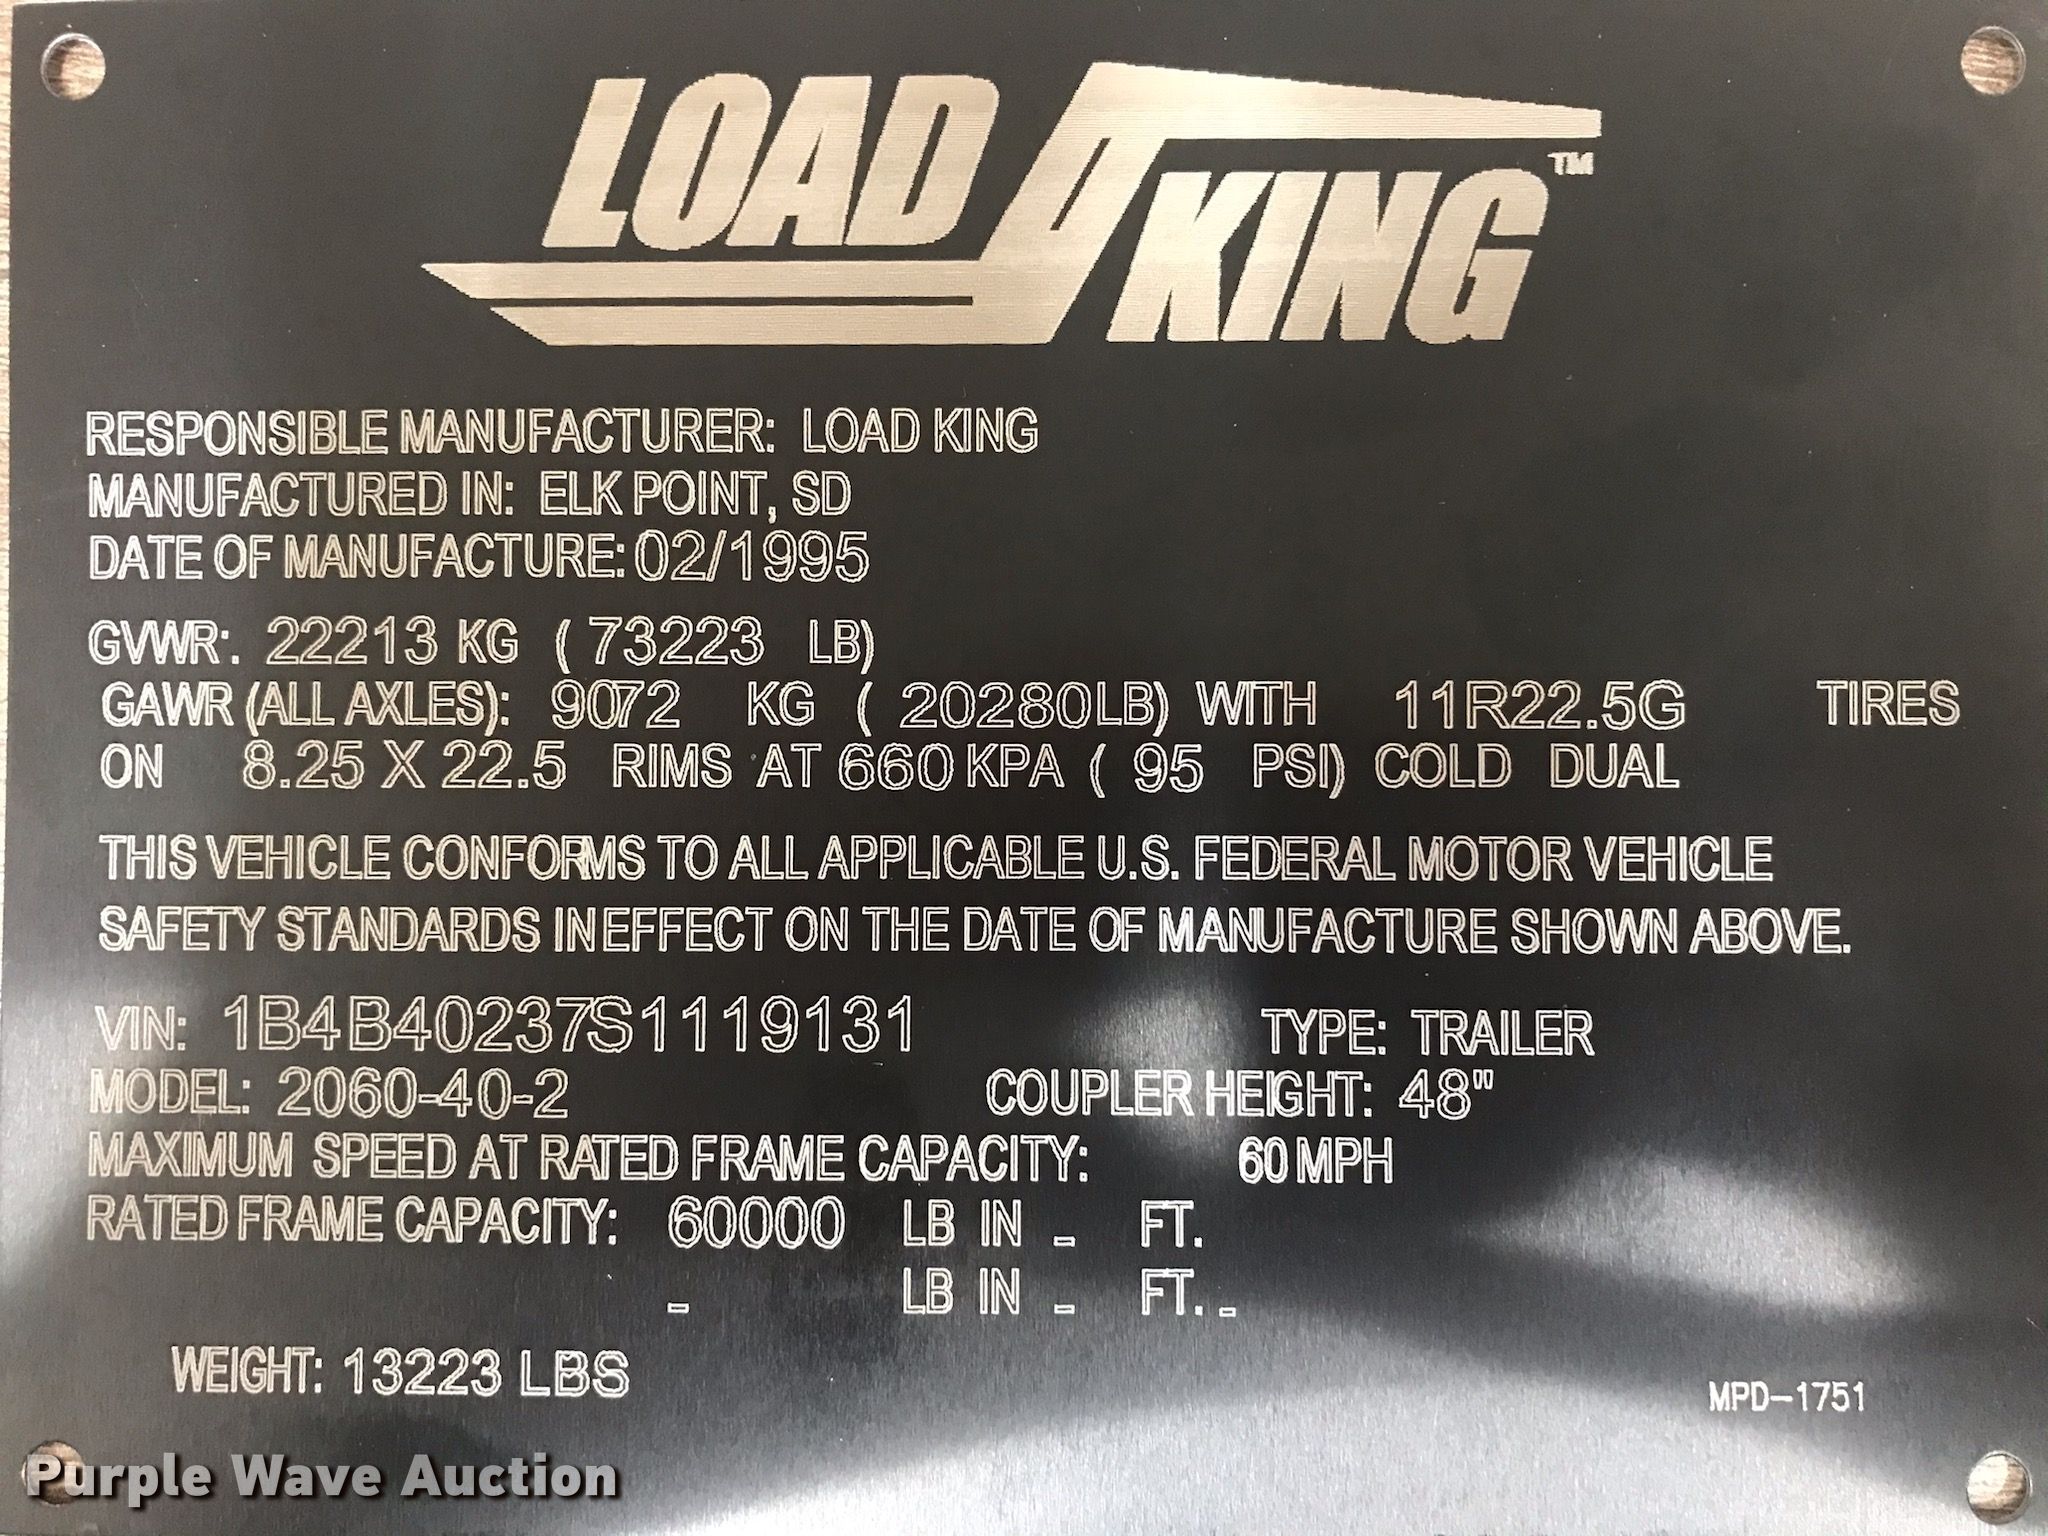 LOAD KING™
RESPONSIBLE MANUFACTURER: LOAD KING
MANUFACTURED IN: ELK POINT, SD
DATE OF MANUFACTURE: 02/1995
GVWR: 22213 KG ( 73223 LB)
GAWR (ALL AXLES): 9072 KG ( 20280LB) WITH 11R22.5G TIRES
ON 8.25 X 22.5 RIMS AT 660 KPA ( 95 PSI) COLD DUAL
THIS VEHICLE CONFORMS TO ALL APPLICABLE U.S. FEDERAL MOTOR VEHICLE
SAFETY STANDARDS IN EFFECT ON THE DATE OF MANUFACTURE SHOWN ABOVE.
VIN: 1B4B40237S1119131 TYPE: TRAILER
MODEL: 2060-40-2 COUPLER HEIGHT: 48"
MAXIMUM SPEED AT RATED FRAME CAPACITY: 60 MPH
RATED FRAME CAPACITY: 60000 LB IN - FT.
- LB IN - FT. -
WEIGHT: 13223 LBS
MPD-1751
Purple Wave Auction